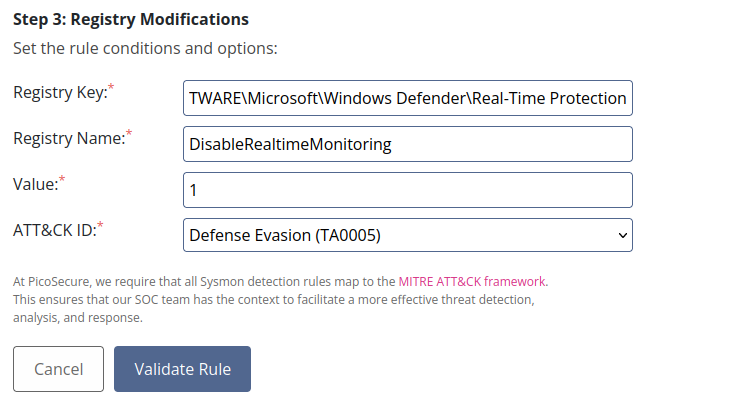 Step 3: Registry Modifications
Set the rule conditions and options:
Registry Key:* TWARE\Microsoft\Windows Defender\Real-Time Protection
Registry Name:* DisableRealtimeMonitoring
Value:* 1
ATT&CK ID:* Defense Evasion (TA0005)
At PicoSecure, we require that all Sysmon detection rules map to the MITRE ATT&CK framework.
This ensures that our SOC team has the context to facilitate a more effective threat detection,
analysis, and response.
Cancel Validate Rule